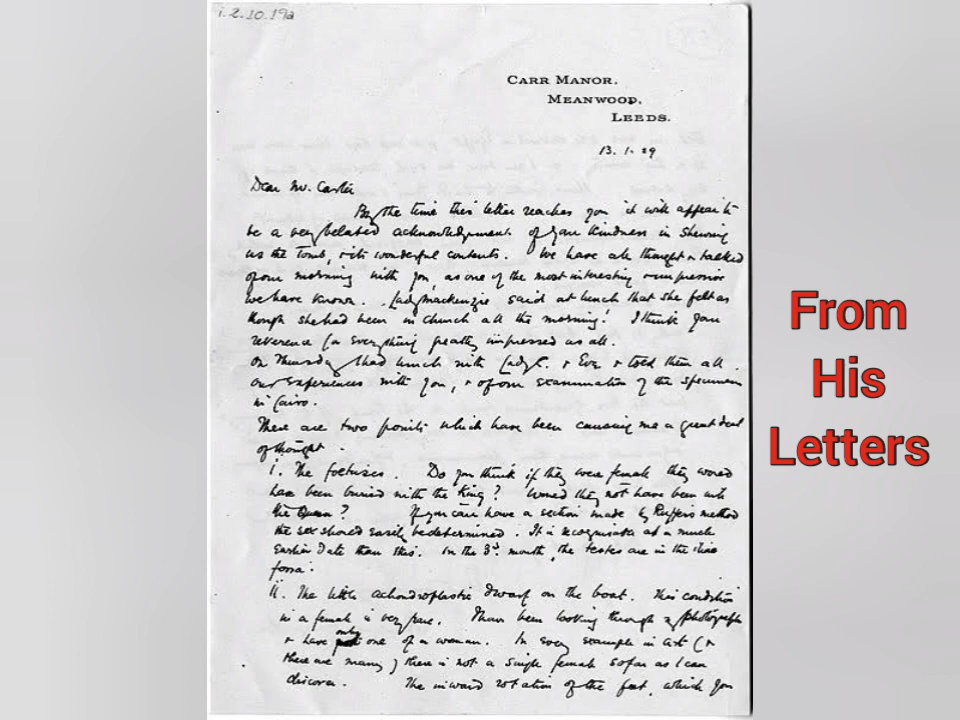 i.2.10.19a
CARR MANOR.
MEANWOOD.
LEEDS.
13.1.29
Dear Mr. Carter
By the time this letter reaches you it will appear to
be a very belated acknowledgment of your kindness in shewing
us the Tomb, & its wonderful contents. We have all thought & talked
of our morning with you, as one of the most interesting & impressive
we have known. Lady Mackenzie said at lunch that she felt as
though she had been in church all the morning! I think your
reverence for everything greatly impressed us all.
On Thursday I had lunch with Lady C. & Eve & told them all
our experiences with you, & of our examination of the specimens
in Cairo.
There are two points which have been causing me a great deal
of thought.
i. The foetuses. Do you think if they were female they would
have been buried with the King? Would they not have been with
the Queen? If you can have a section made by Ruffer's method
the sex should easily be determined. It is recognisable at a much
earlier date than this. In the 3rd. month, the testes are in the iliac
fossa.
ii. The little achondroplastic dwarf on the boat. This condition
in a female is very rare. I have been looking through my photographs
& have only one of a woman. In every example in art (&
there are many) there is not a single female so far as I can
discover. The inward rotation of the feet, which you
From
His
Letters